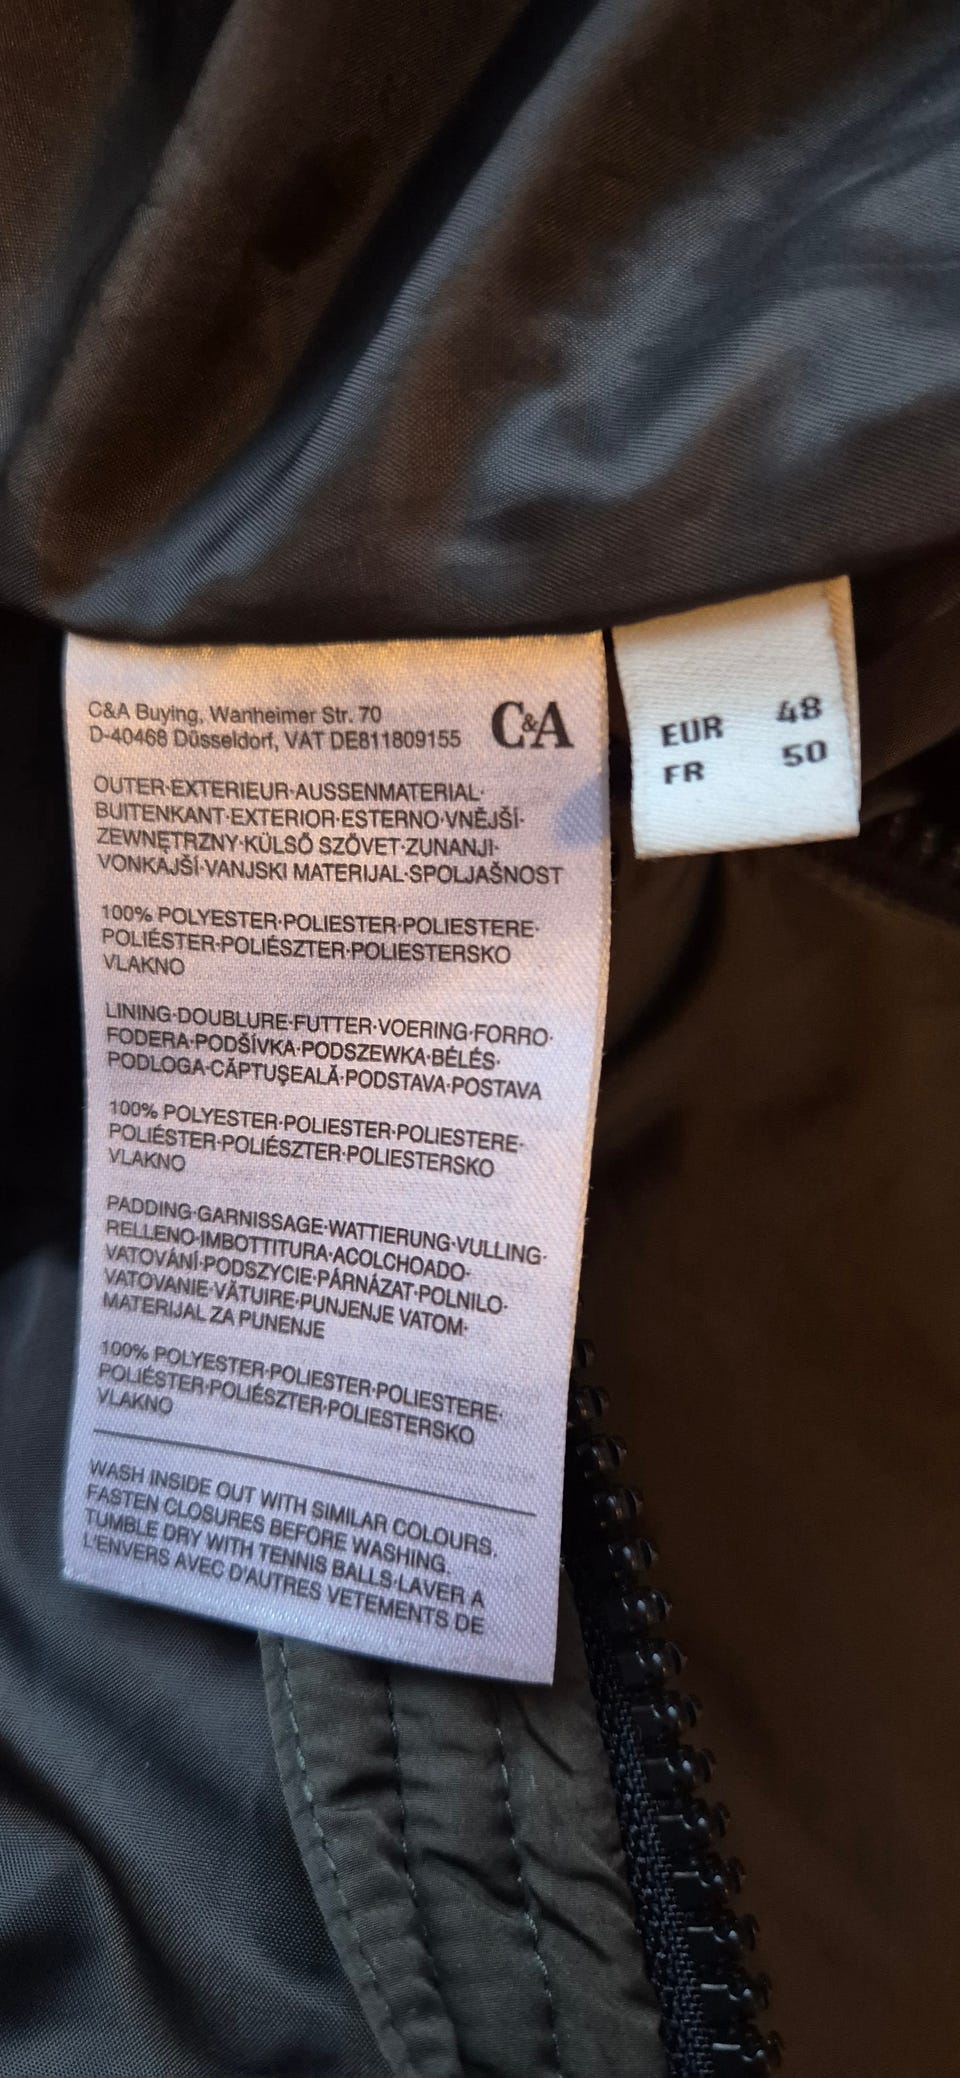 C&A Buying, Wanheimer Str. 70
D-40468 Düsseldorf, VAT DE811809155
C&A
OUTER·EXTERIEUR·AUSSENMATERIAL·
BUITENKANT·EXTERIOR·ESTERNO·VNĚJŠÍ·
ZEWNĘTRZNY·KÜLSŐ SZÖVET·ZUNANJI·
VONKAJŠÍ·VANJSKI MATERIJAL·SPOLJAŠNOST
100% POLYESTER·POLIESTER·POLIESTERE·
POLIÉSTER·POLIÉSZTER·POLIESTERSKO
VLAKNO
LINING·DOUBLURE·FUTTER·VOERING·FORRO·
FODERA·PODŠÍVKA·PODSZEWKA·BÉLÉS·
PODLOGA·CĂPTUŞEALĂ·PODSTAVA·POSTAVA
100% POLYESTER·POLIESTER·POLIESTERE·
POLIÉSTER·POLIÉSZTER·POLIESTERSKO
VLAKNO
PADDING·GARNISSAGE·WATTIERUNG·VULLING·
RELLENO·IMBOTTITURA·ACOLCHOADO·
VATOVÁNÍ·PODSZYCIE·PÁRNÁZAT·POLNILO·
VATOVANIE·VĂTUIRE·PUNJENJE VATOM·
MATERIJAL ZA PUNENJE
100% POLYESTER·POLIESTER·POLIESTERE·
POLIÉSTER·POLIÉSZTER·POLIESTERSKO
VLAKNO
WASH INSIDE OUT WITH SIMILAR COLOURS.
FASTEN CLOSURES BEFORE WASHING.
TUMBLE DRY WITH TENNIS BALLS·LAVER A
L'ENVERS AVEC D'AUTRES VETEMENTS DE
EUR 48
FR 50